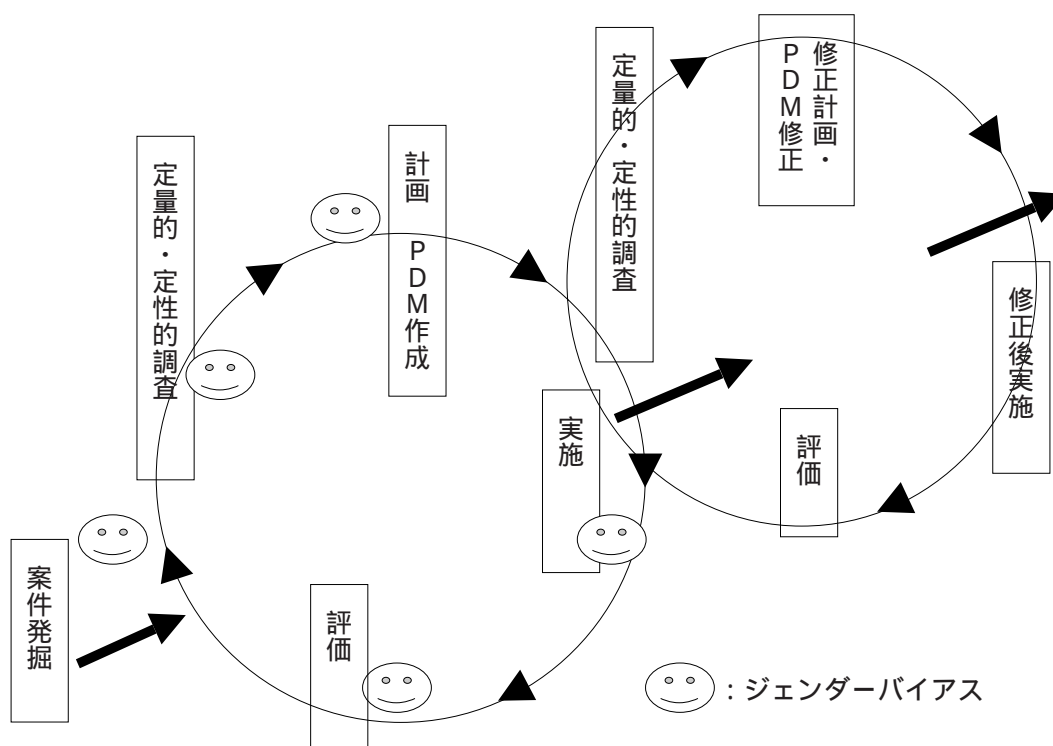 案件発掘
定量的・定性的調査
計画　PDM作成
実施
評価
定量的・定性的調査
修正計画・
PDM修正
修正後実施
評価
：ジェンダーバイアス